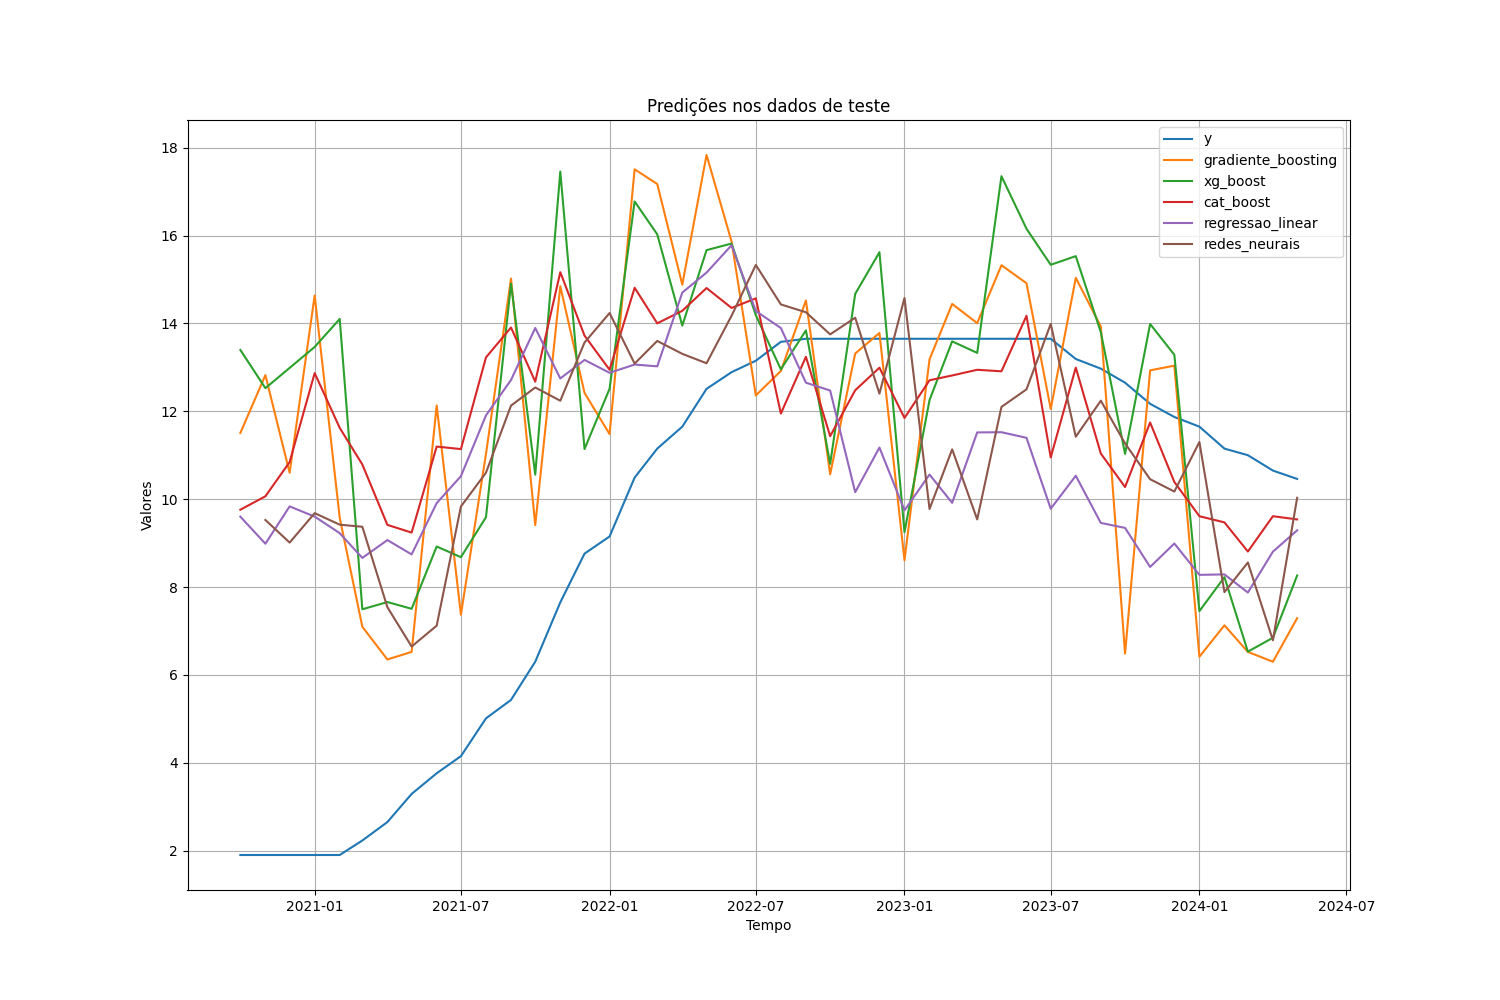 Predições nos dados de teste
y
gradiente_boosting
xg_boost
cat_boost
regressao_linear
redes_neurais
Valores
18
16
14
12
10
8
6
4
2
2021-01
2021-07
2022-01
2022-07
2023-01
2023-07
2024-01
2024-07
Tempo